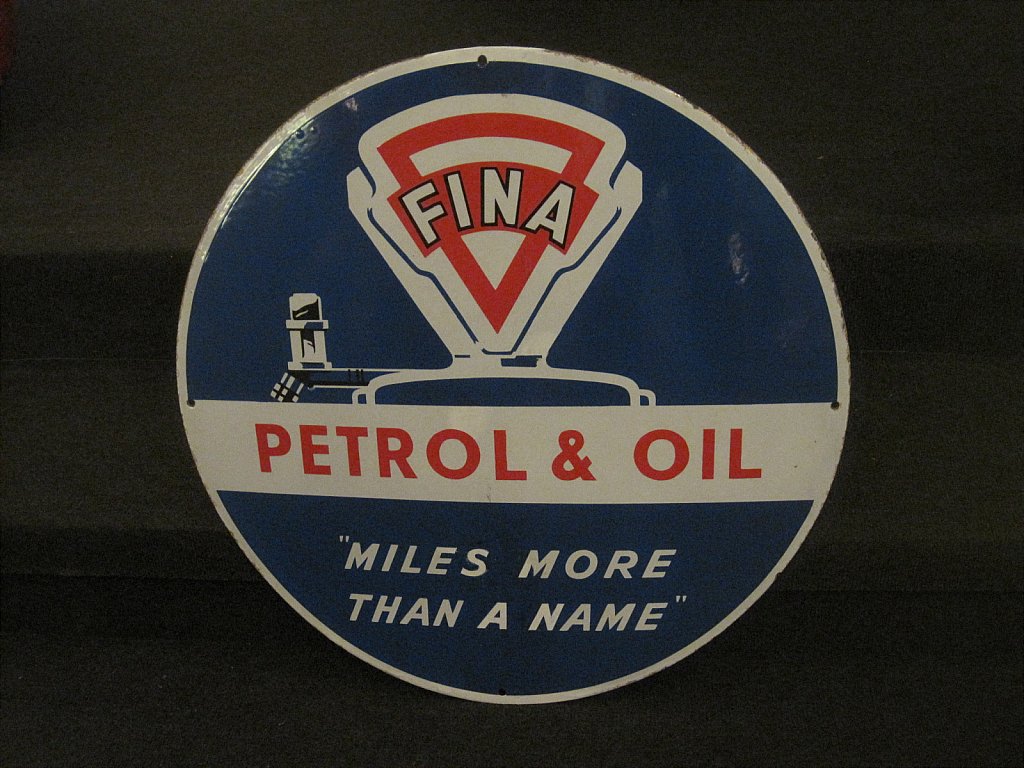 FINA
PETROL & OIL
"MILES MORE
THAN A NAME"